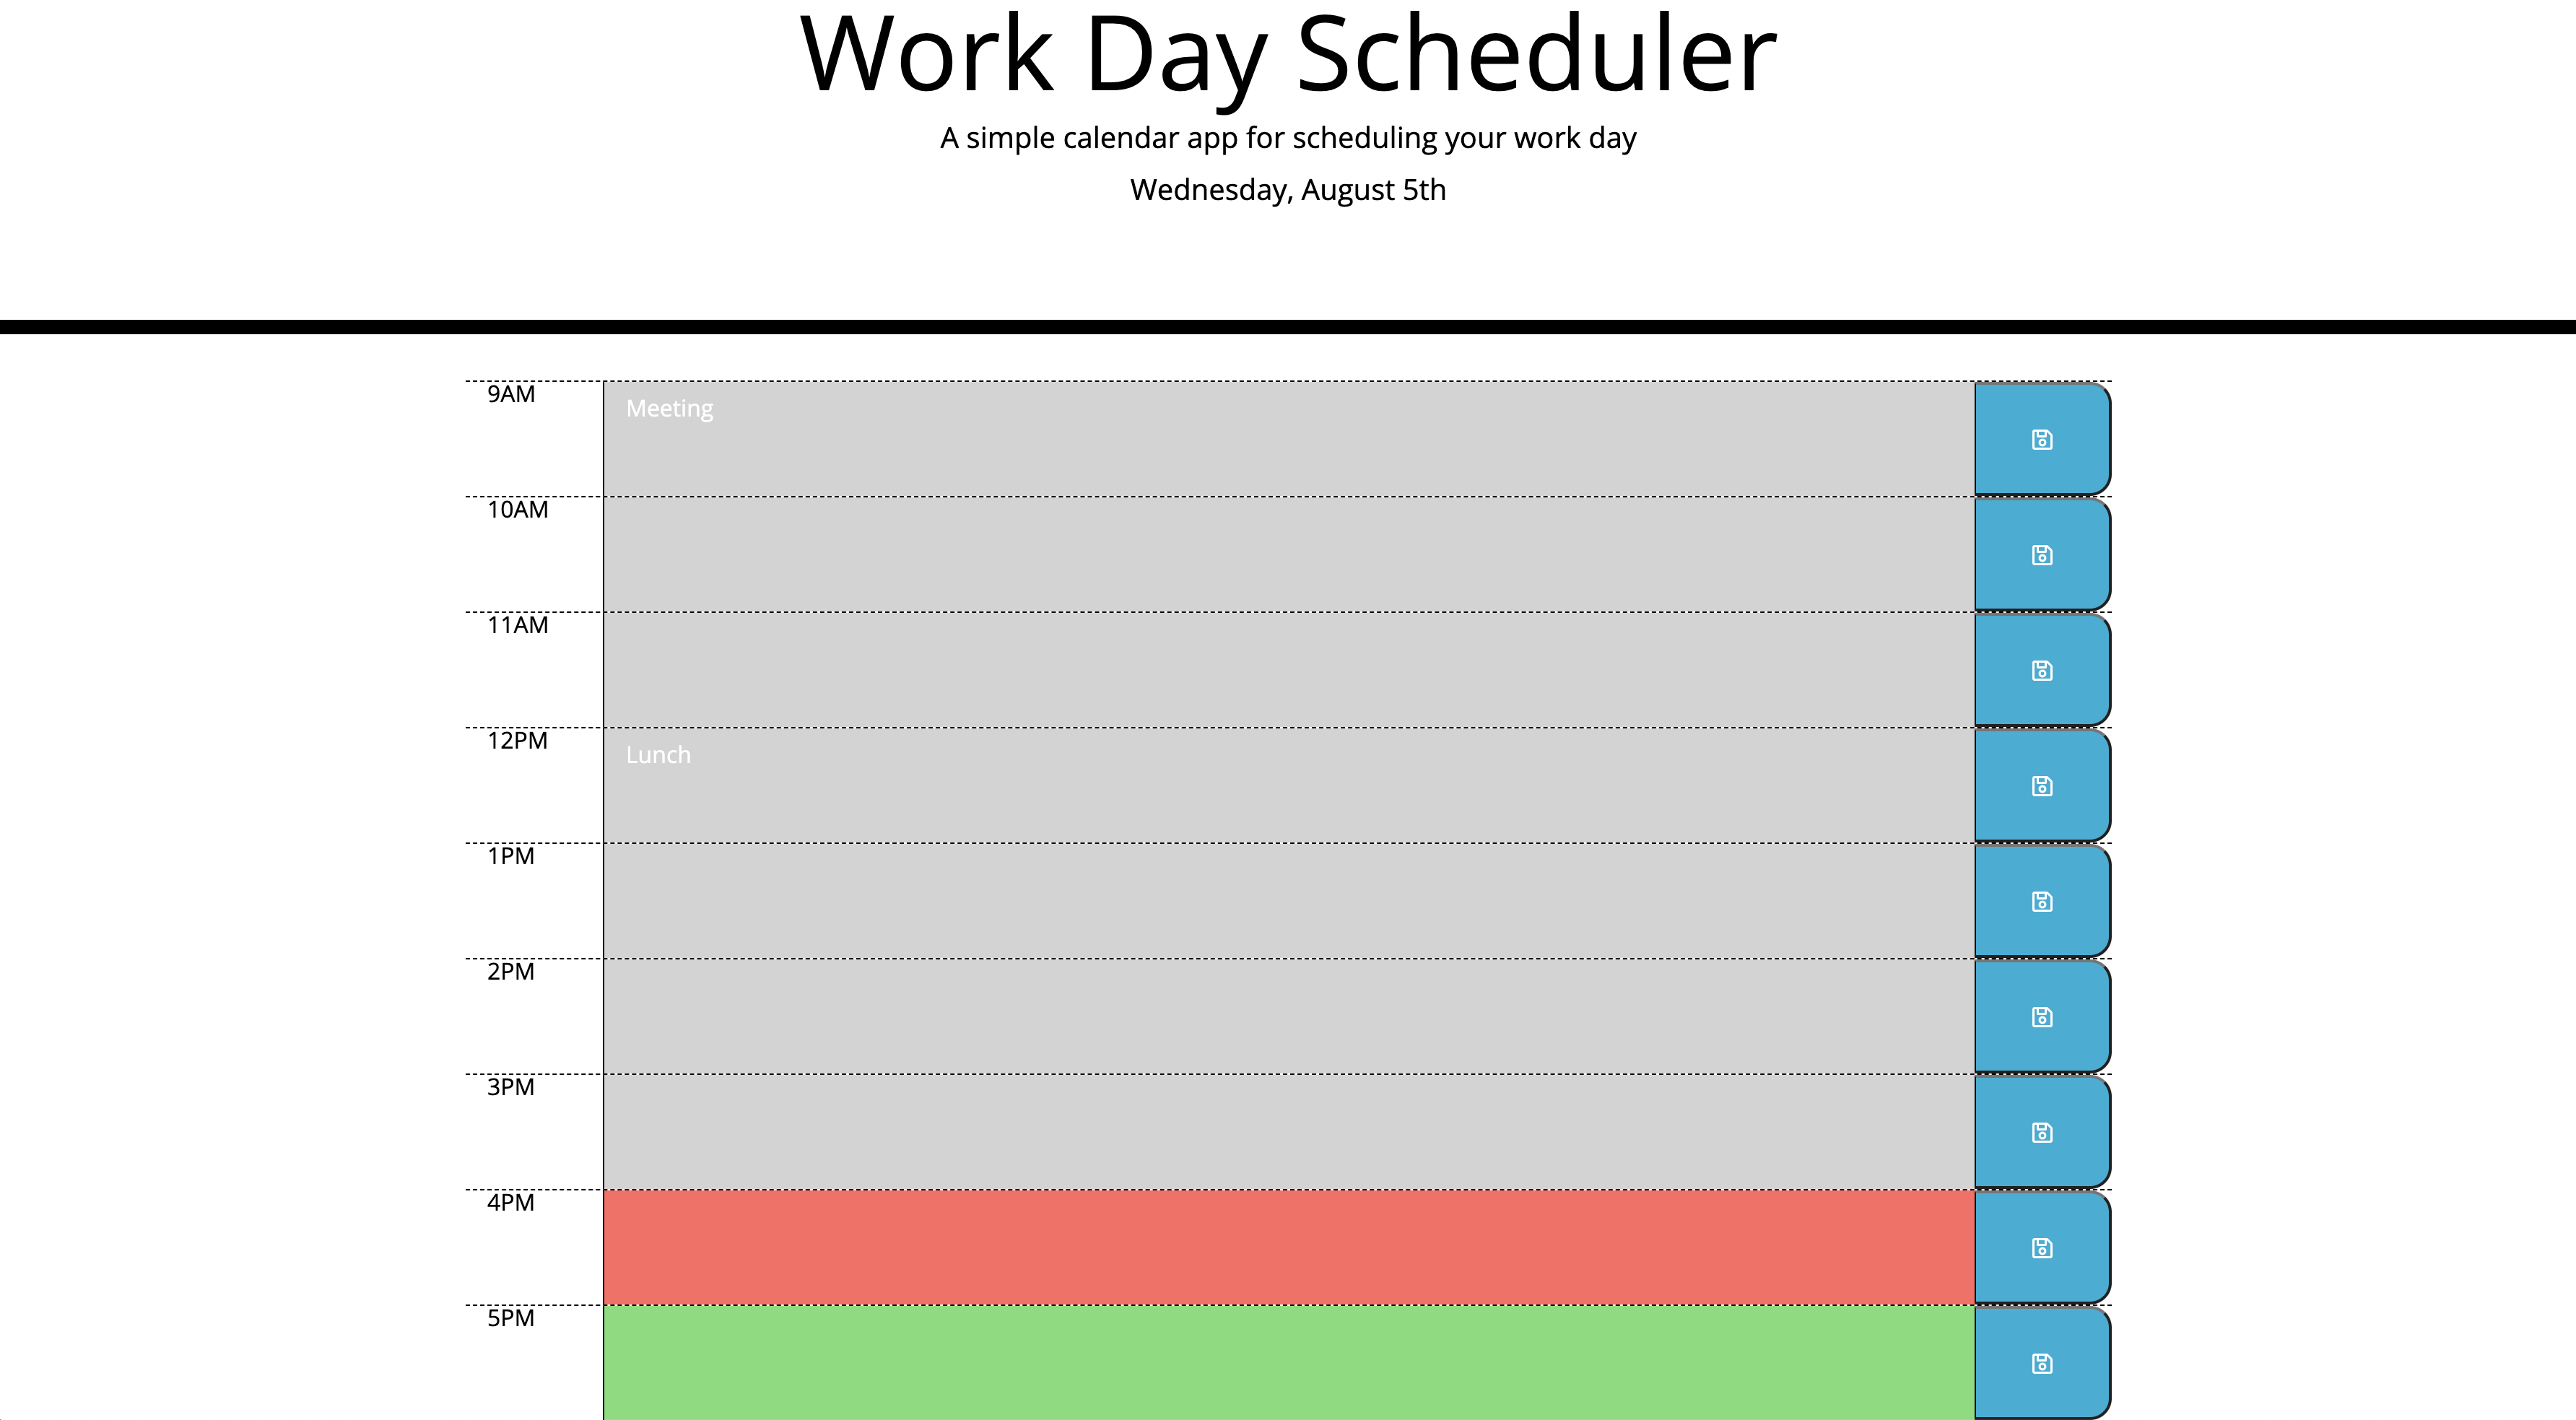 Work Day Scheduler
A simple calendar app for scheduling your work day
Wednesday, August 5th
9AM
Meeting
10AM
11AM
12PM
Lunch
1PM
2PM
3PM
4PM
5PM